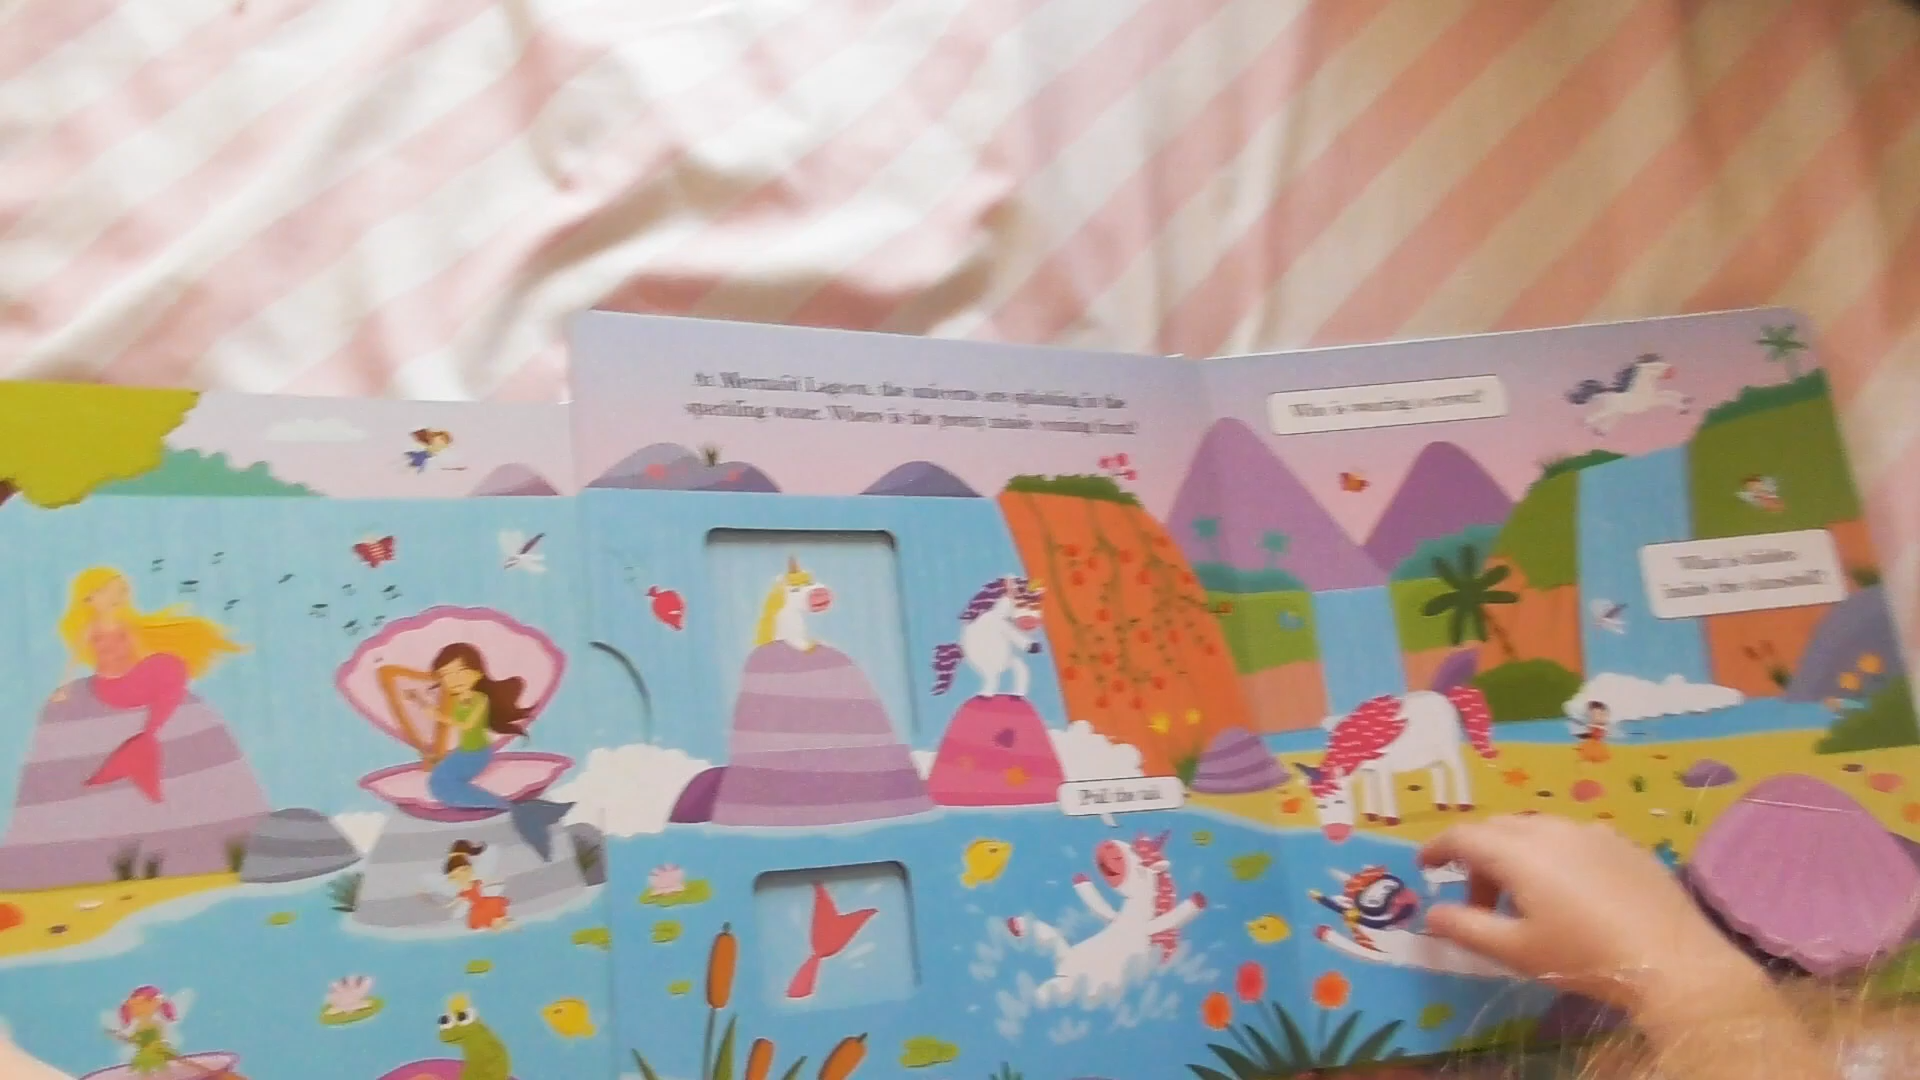 At Mermaid Lagoon, the unicorns are splashing in the
sparkling water. Where is the pretty music coming from?
Who is wearing a crown?
What is hidden
inside the clamshell?
Pull the tab